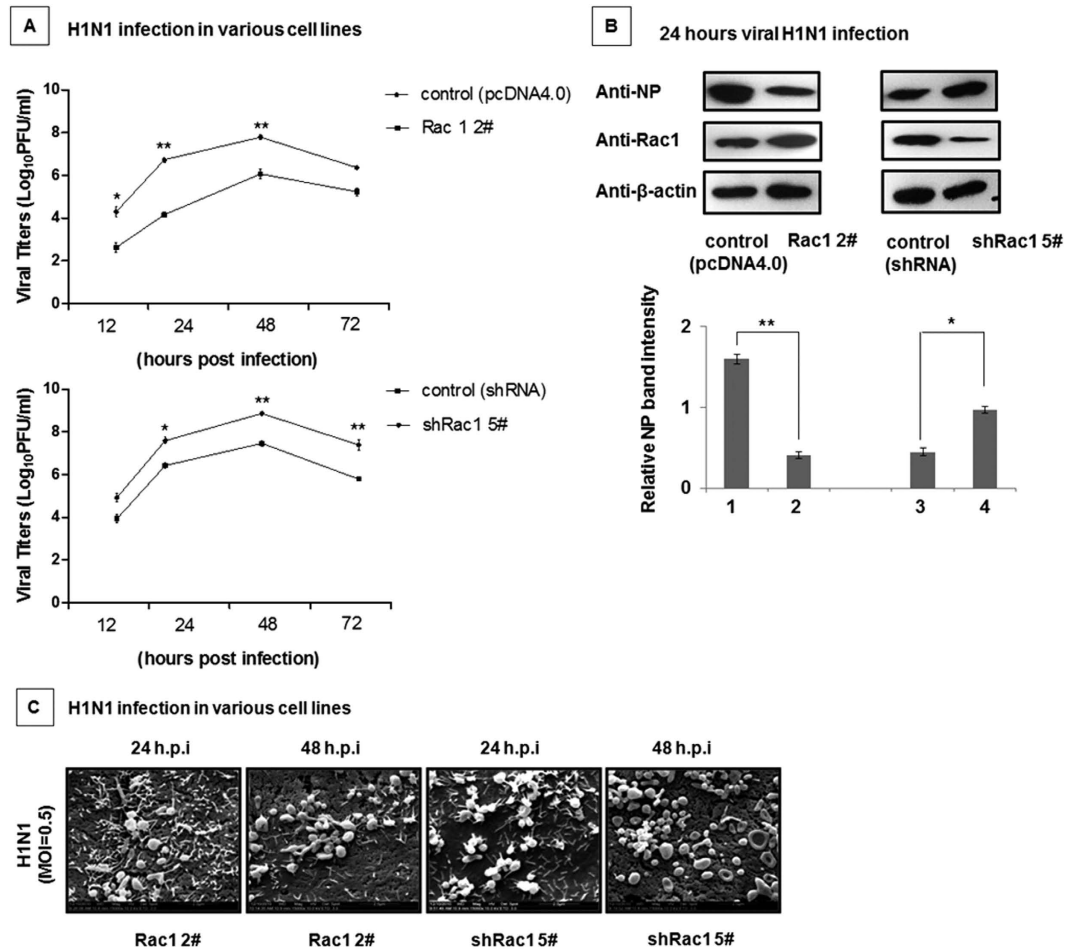 A H1N1 infection in various cell lines
10
8
6
4
2
0
Viral Titers (Log₁₀PFU/ml)
*
**
**
control (pcDNA4.0)
Rac 1 2#
12 24 48 72
(hours post infection)
10
8
6
4
2
0
Viral Titers (Log₁₀PFU/ml)
*
**
**
control (shRNA)
shRac1 5#
12 24 48 72
(hours post infection)
B 24 hours viral H1N1 infection
Anti-NP
Anti-Rac1
Anti-β-actin
control Rac1 2# control shRac1 5#
(pcDNA4.0) (shRNA)
Relative NP band intensity
2
1
0
** *
1 2 3 4
C H1N1 infection in various cell lines
24 h.p.i 48 h.p.i 24 h.p.i 48 h.p.i
H1N1
(MOI=0.5)
Rac1 2# Rac1 2# shRac1 5# shRac1 5#